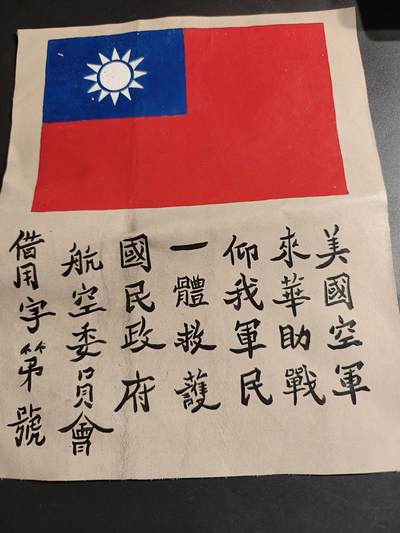 美國空軍
來華助戰
仰我軍民
一體救護
國民政府
航空委員會
借用字第號